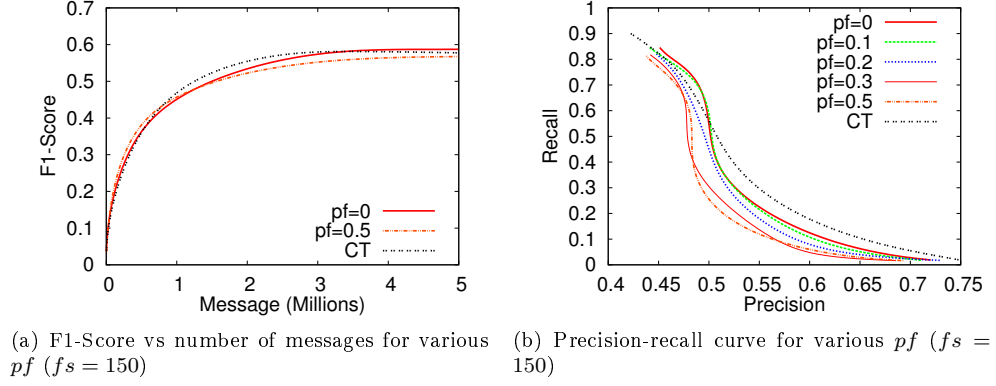 0.7
0.6
0.5
0.4
0.3
0.2
0.1
0
F1-Score
pf=0
pf=0.5
CT
0 1 2 3 4 5
Message (Millions)
(a) F1-Score vs number of messages for various
pf (fs = 150)
1
0.9
0.8
0.7
0.6
0.5
0.4
0.3
0.2
0.1
0
Recall
pf=0
pf=0.1
pf=0.2
pf=0.3
pf=0.5
CT
0.4 0.45 0.5 0.55 0.6 0.65 0.7 0.75
Precision
(b) Precision-recall curve for various pf (fs =
150)